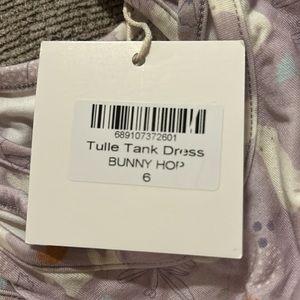 689107372601
Tulle Tank Dress
BUNNY HOP
6